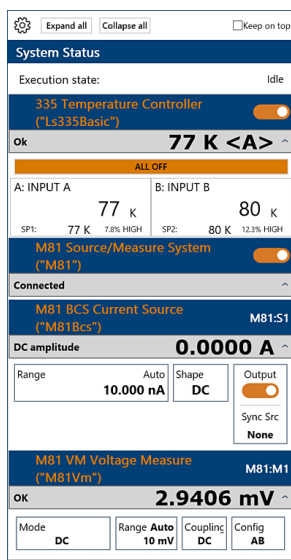 Expand all Collapse all Keep on top
System Status
Execution state: Idle
335 Temperature Controller
("Ls335Basic")
Ok 77 K <A>
ALL OFF
A: INPUT A B: INPUT B
77 K 80 K
SP1: 77 K 7.8% HIGH SP2: 80 K 12.3% HIGH
M81 Source/Measure System
("M81")
Connected
M81 BCS Current Source
("M81Bcs") M81:S1
DC amplitude 0.0000 A
Range Auto Shape Output
10.000 nA DC
Sync Src
None
M81 VM Voltage Measure
("M81Vm") M81:M1
OK 2.9406 mV
Mode Range Auto Coupling Config
DC 10 mV DC AB